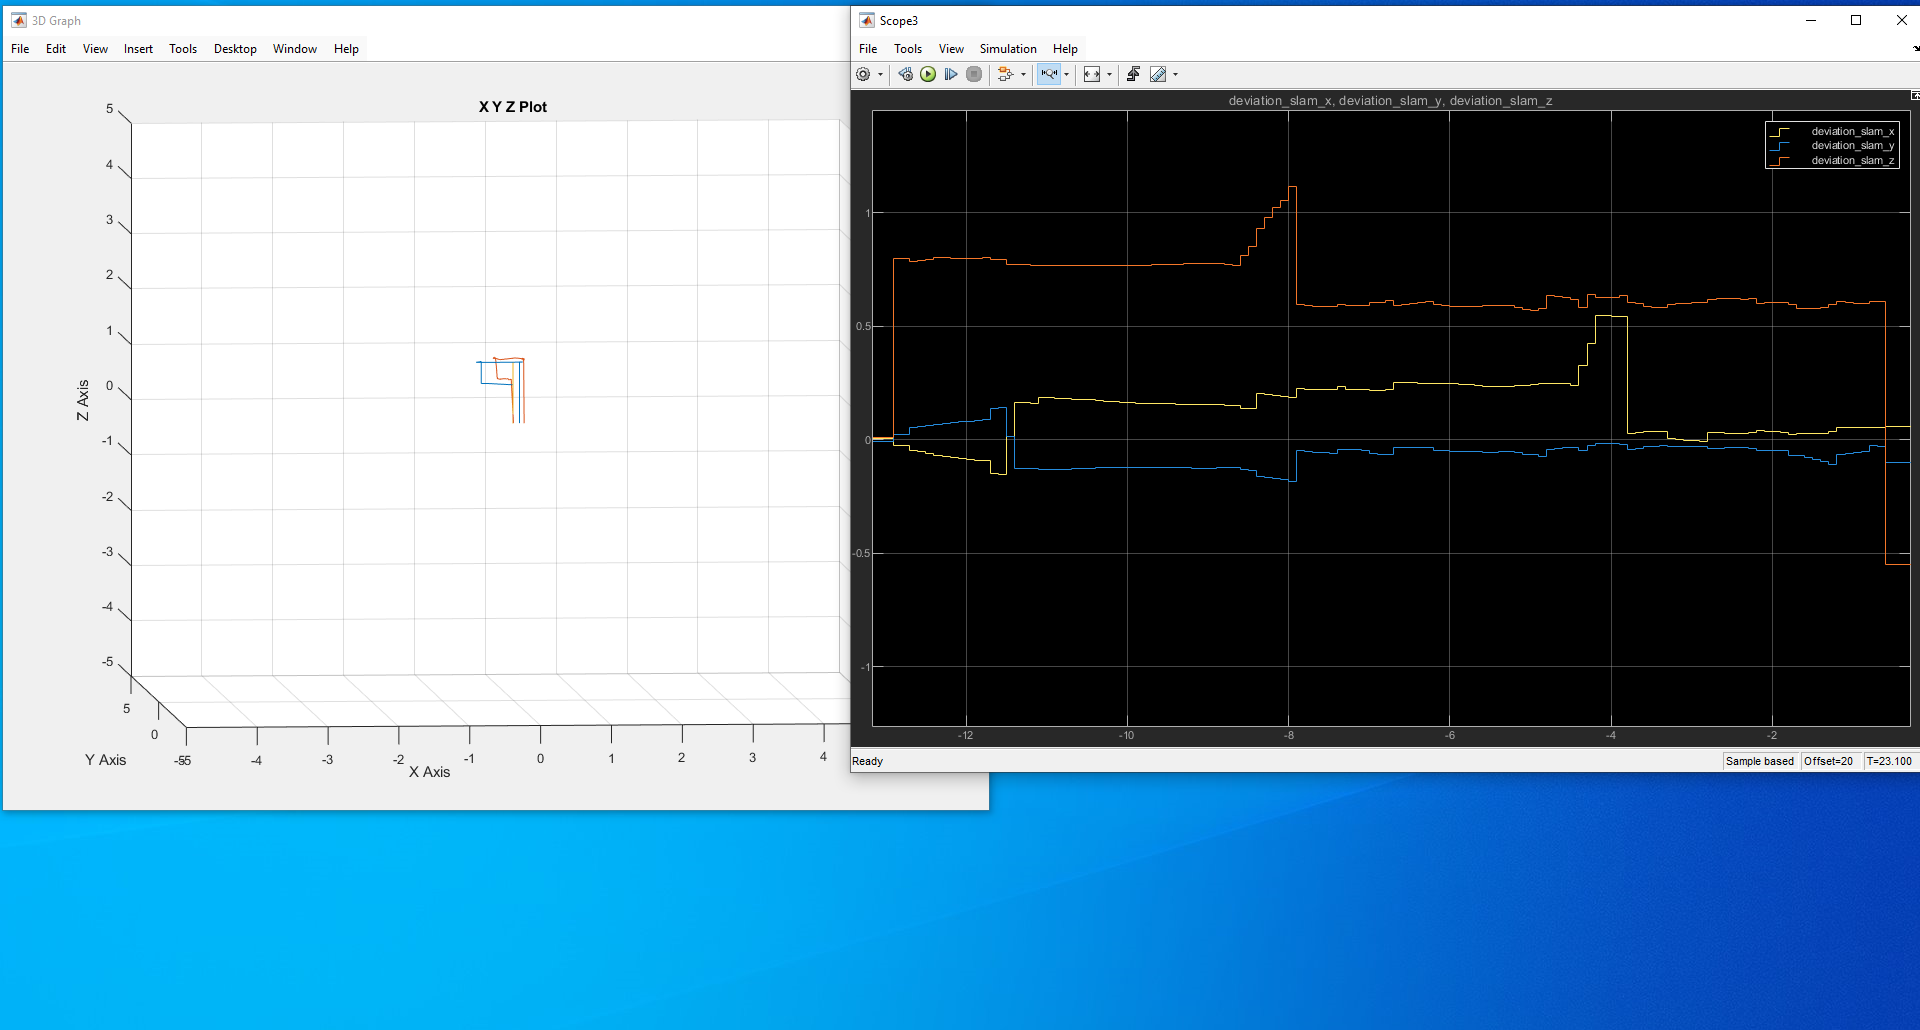 3D Graph
File Edit View Insert Tools Desktop Window Help
X Y Z Plot
5
4
3
2
1
0
-1
-2
-3
-4
-5
Z Axis
5
0
-5
Y Axis
-5 -4 -3 -2 -1 0 1 2 3 4
X Axis
Scope3
File Tools View Simulation Help
deviation_slam_x, deviation_slam_y, deviation_slam_z
deviation_slam_x
deviation_slam_y
deviation_slam_z
1
0.5
0
-0.5
-1
-12 -10 -8 -6 -4 -2
Ready
Sample based Offset=20 T=23.100